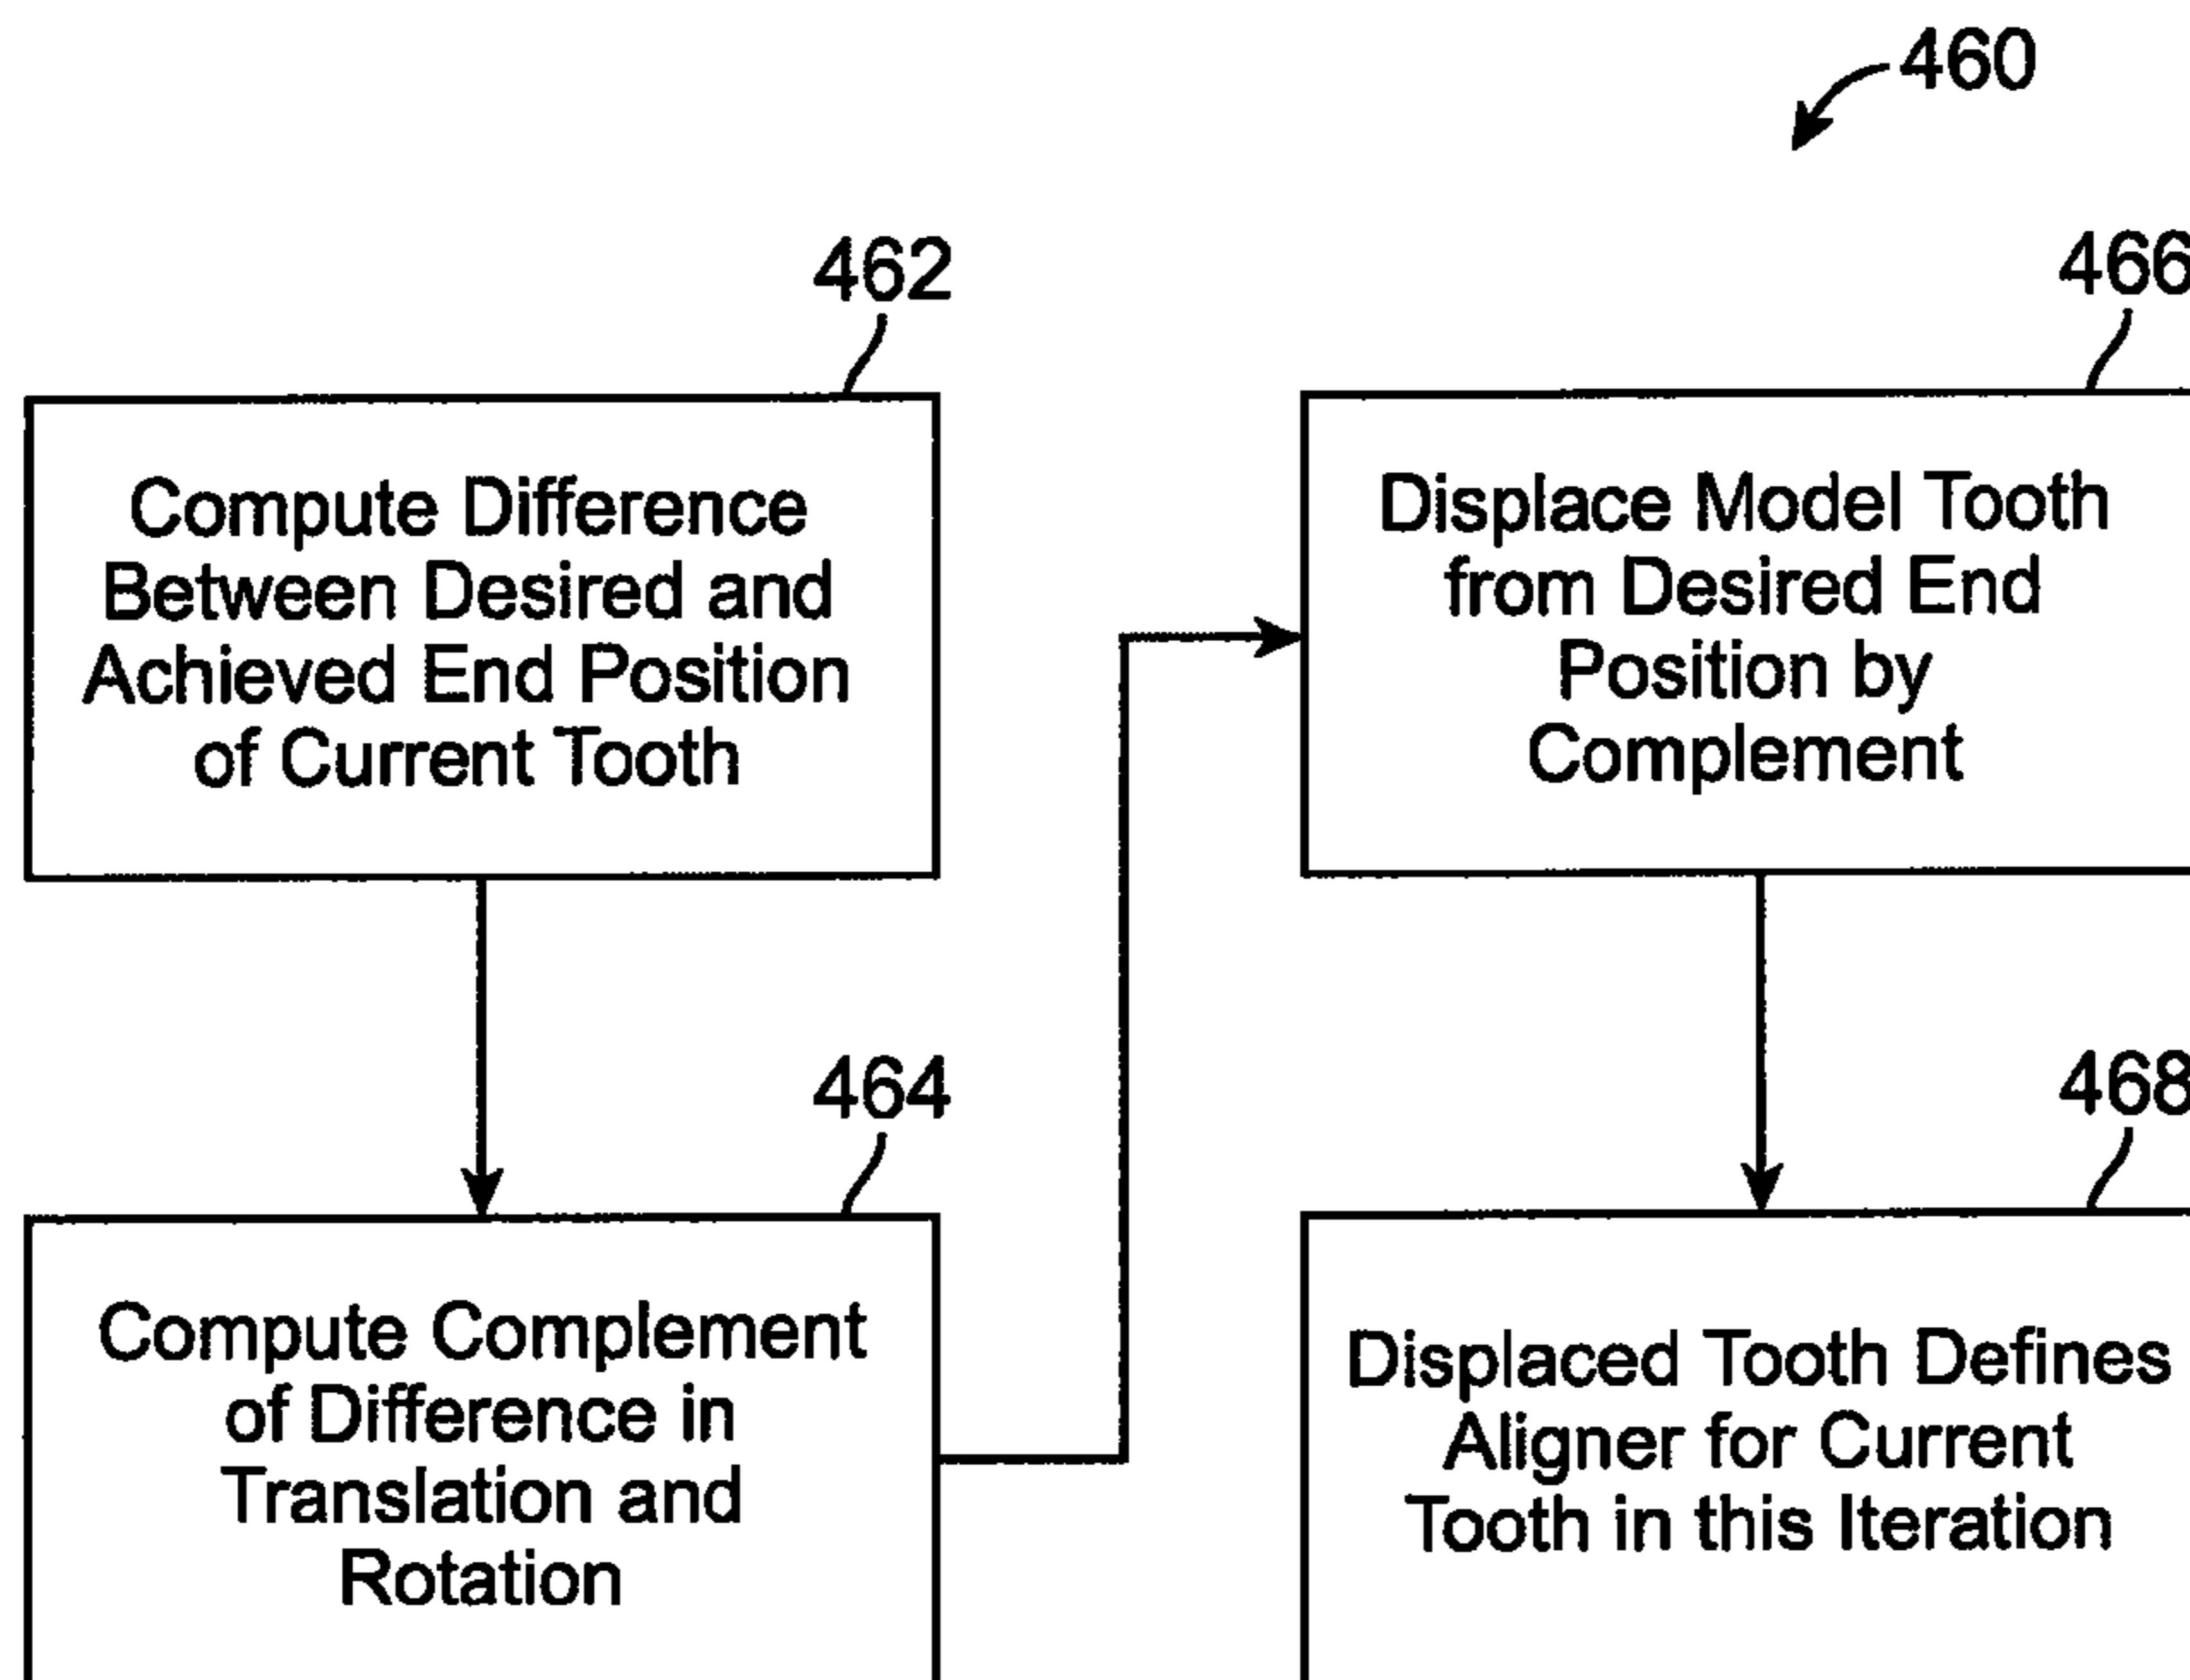 460
462
Compute Difference
Between Desired and
Achieved End Position
of Current Tooth
464
Compute Complement
of Difference in
Translation and
Rotation
466
Displace Model Tooth
from Desired End
Position by
Complement
468
Displaced Tooth Defines
Aligner for Current
Tooth in this Iteration